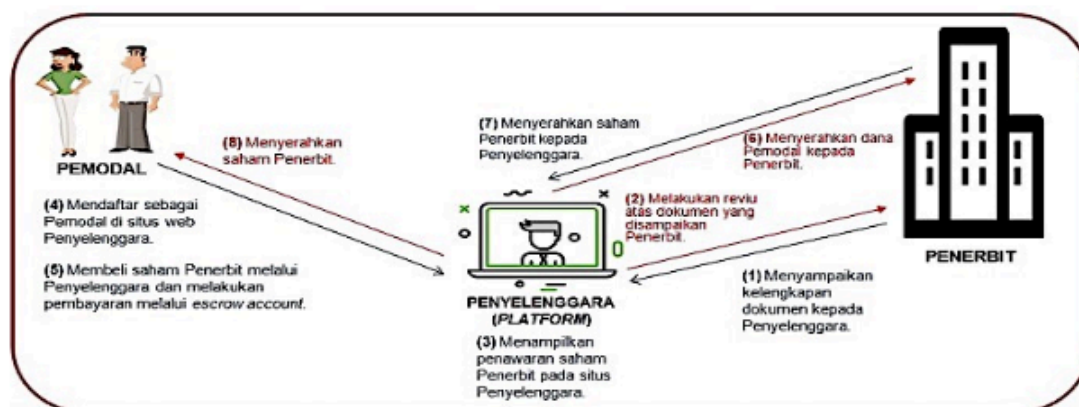 (8) Menyerahkan
saham Penerbit.
PEMODAL
(4) Mendaftar sebagai
Pemodal di situs web
Penyelenggara.
(5) Membeli saham Penerbit melalui
Penyelenggara dan melakukan
pembayaran melalui escrow account.
(7) Menyerahkan saham
Penerbit kepada
Penyelenggara.
(6) Menyerahkan dana
Pemodal kepada
Penerbit.
(2) Melakukan reviu
atas dokumen yang
disampaikan
Penerbit.
PENERBIT
(1) Menyampaikan
kelengkapan
dokumen kepada
Penyelenggara.
PENYELENGGARA
(PLATFORM)
(3) Menampilkan
penawaran saham
Penerbit pada situs
Penyelenggara.